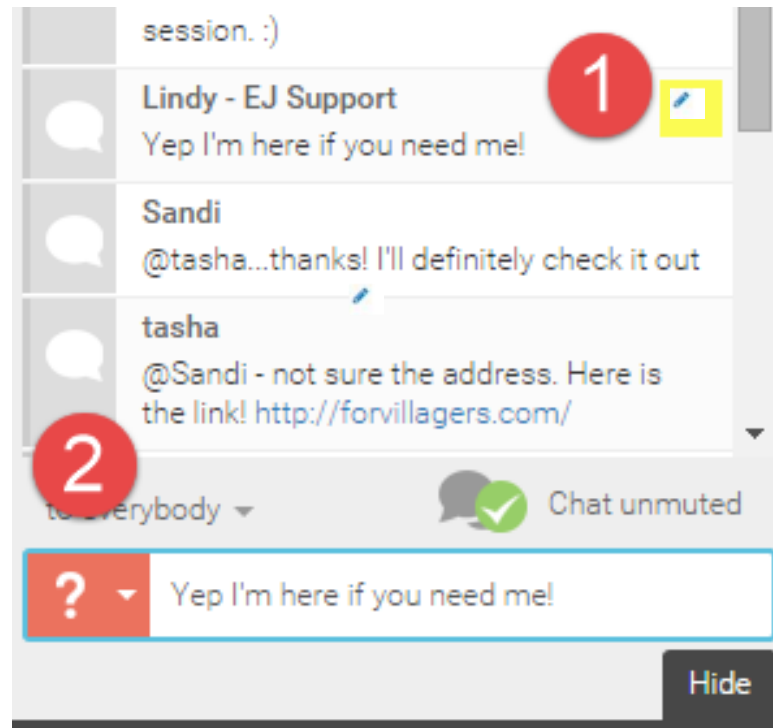 session. :)
1
Lindy - EJ Support
Yep I'm here if you need me!
Sandi
@tasha...thanks! I'll definitely check it out
tasha
@Sandi - not sure the address. Here is
the link! http://forvillagers.com/
2
to everybody
Chat unmuted
?
Yep I'm here if you need me!
Hide